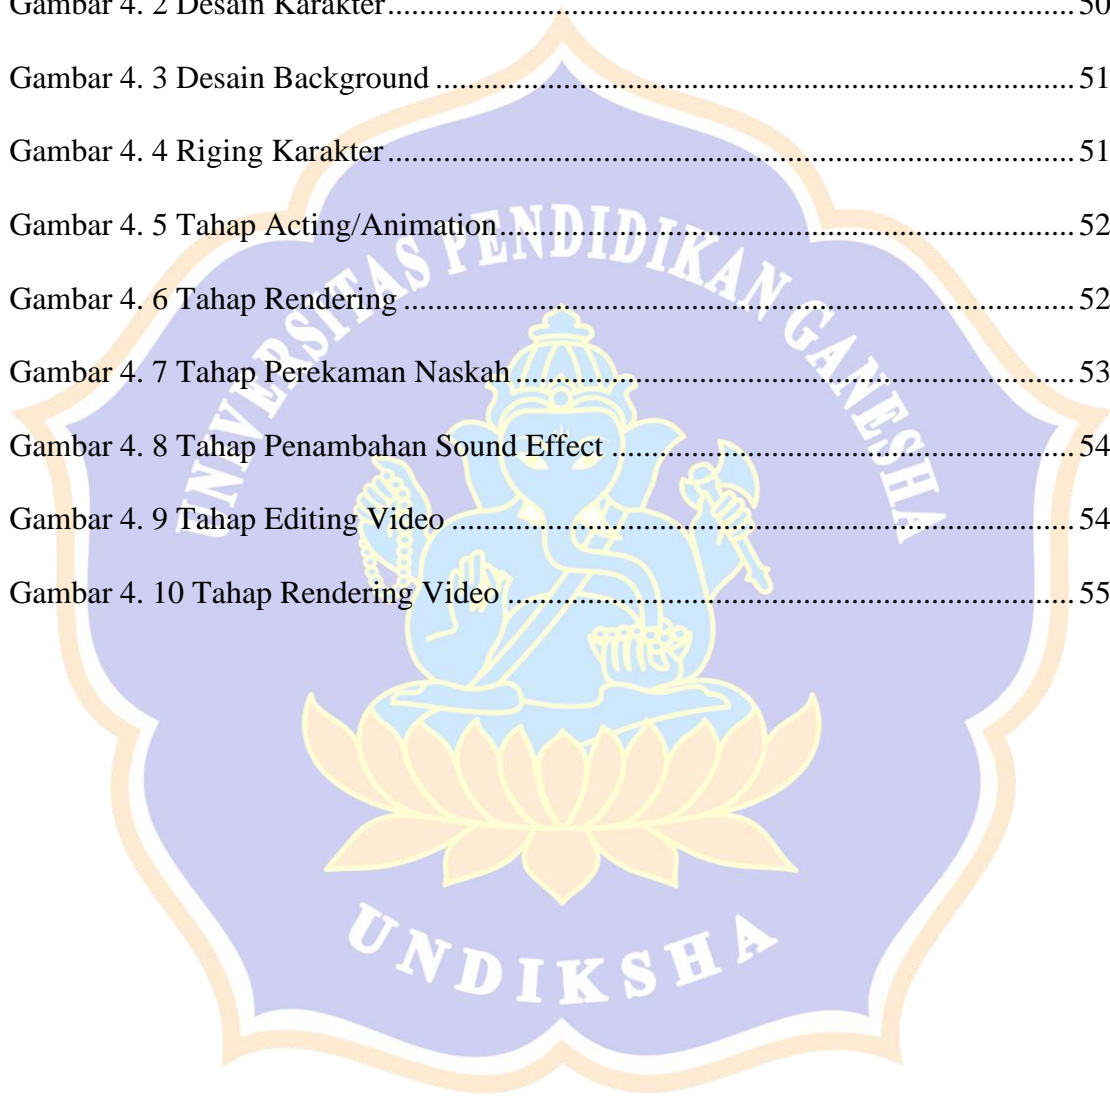 Gambar 4. 2 Desain Karakter.....................................................................................50
Gambar 4. 3 Desain Background ...............................................................................51
Gambar 4. 4 Riging Karakter.....................................................................................51
Gambar 4. 5 Tahap Acting/Animation.......................................................................52
Gambar 4. 6 Tahap Rendering ...................................................................................52
Gambar 4. 7 Tahap Perekaman Naskah.....................................................................53
Gambar 4. 8 Tahap Penambahan Sound Effect .........................................................54
Gambar 4. 9 Tahap Editing Video .............................................................................54
Gambar 4. 10 Tahap Rendering Video ......................................................................55
UNIVERSITAS PENDIDIKAN GANESHA
UNDIKSHA